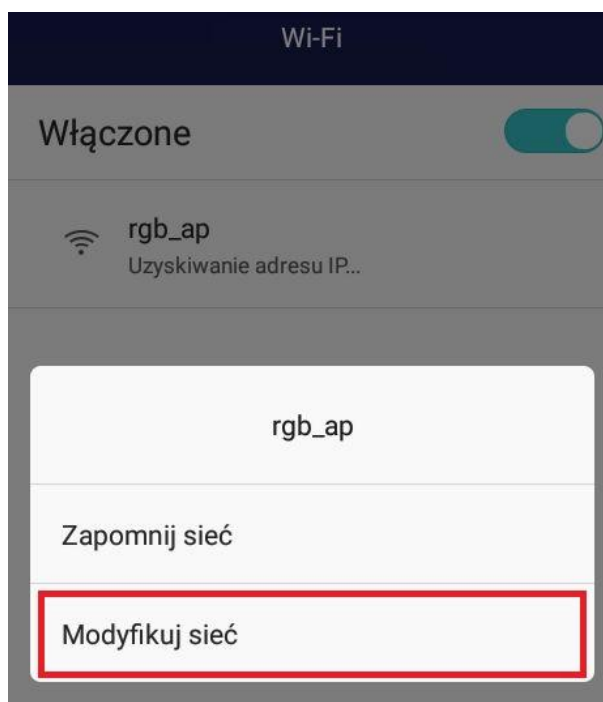 Wi-Fi
Włączone
rgb_ap
Uzyskiwanie adresu IP...
rgb_ap
Zapomnij sieć
Modyfikuj sieć